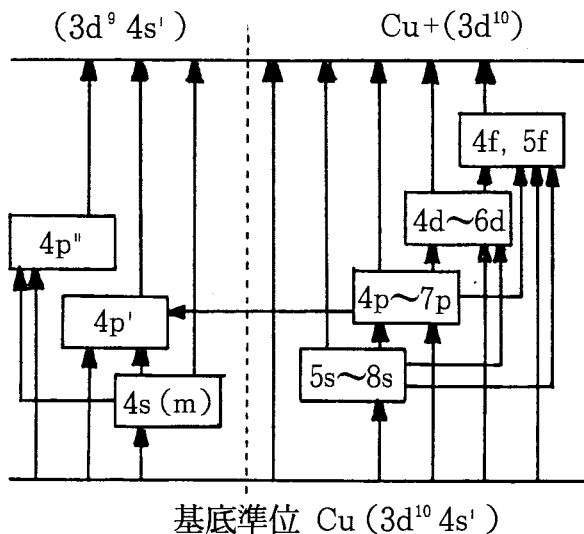 (3d⁹ 4s¹) Cu+(3d¹⁰)
4f, 5f
4d～6d
4p"
4p～7p
4p'
5s～8s
4s (m)
基底準位 Cu (3d¹⁰ 4s¹)